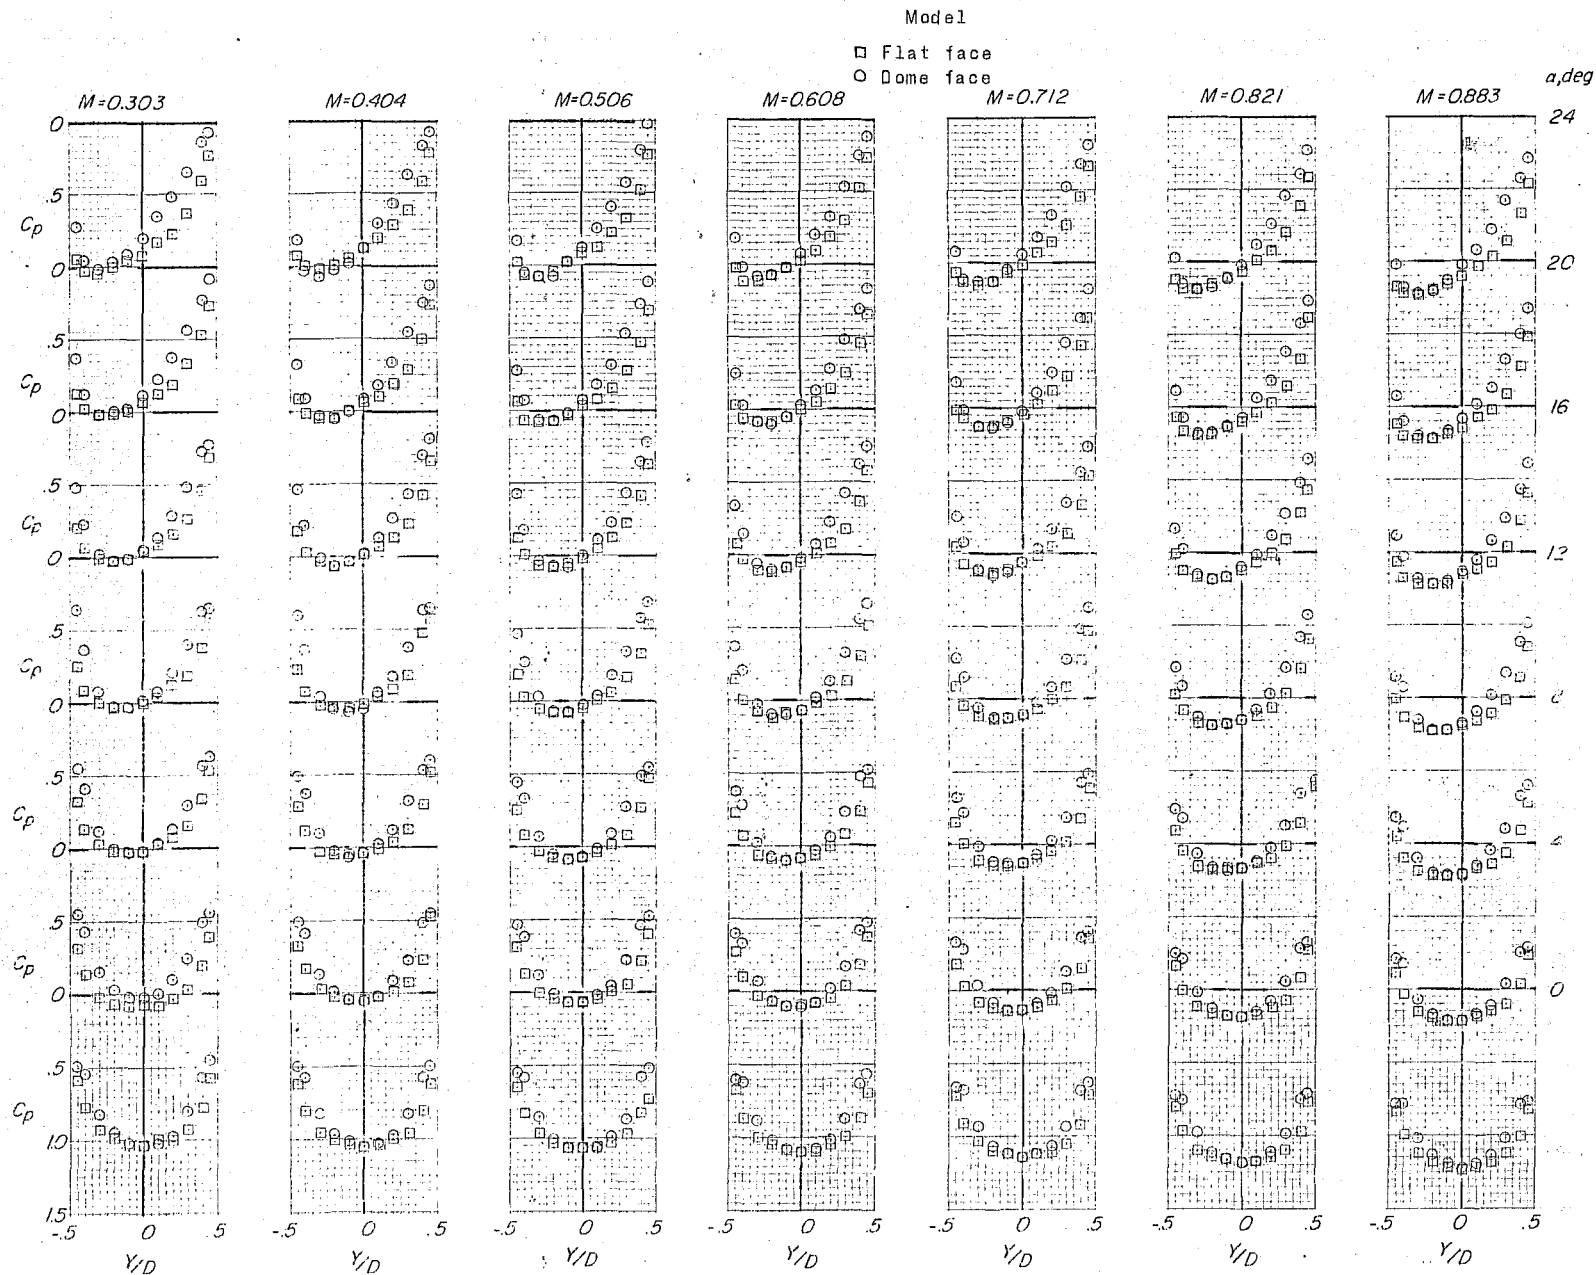 Model
□ Flat face
○ Dome face
α, deg
M=0.303 M=0.404 M=0.506 M=0.608 M=0.712 M=0.821 M=0.883
0 24
.5
Cp
0 20
.5
Cp
0 16
.5
Cp
0 12
.5
Cp
0 8
.5
Cp
0 4
.5
Cp
0 0
.5
Cp
1.0
1.5
-.5 0 .5 -.5 0 .5 -.5 0 .5 -.5 0 .5 -.5 0 .5 -.5 0 .5 -.5 0 .5
Y/D Y/D Y/D Y/D Y/D Y/D Y/D